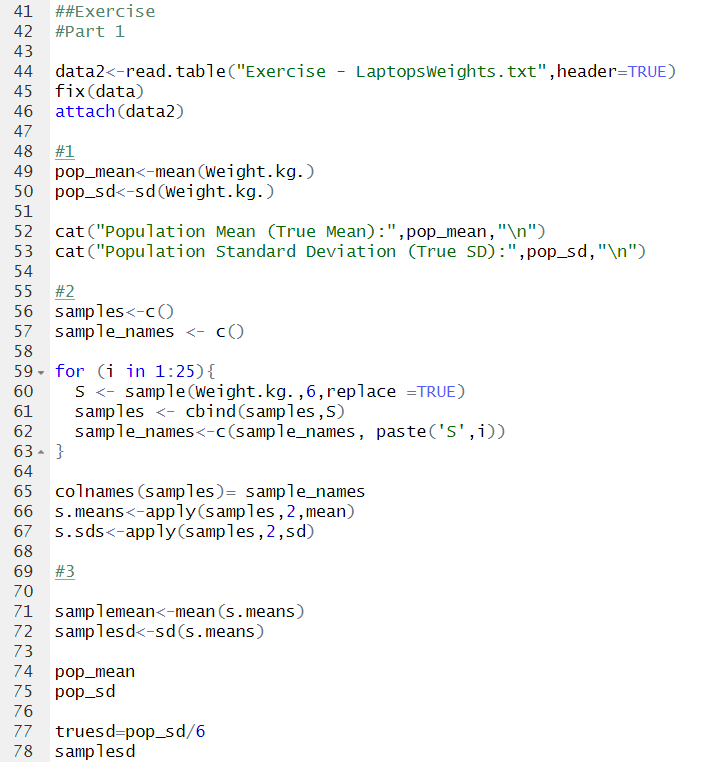 41 ##Exercise
42 #Part 1
43
44 data2<-read.table("Exercise - LaptopsWeights.txt",header=TRUE)
45 fix(data)
46 attach(data2)
47
48 #1
49 pop_mean<-mean(Weight.kg.)
50 pop_sd<-sd(Weight.kg.)
51
52 cat("Population Mean (True Mean):",pop_mean,"\n")
53 cat("Population Standard Deviation (True SD):",pop_sd,"\n")
54
55 #2
56 samples<-c()
57 sample_names <- c()
58
59 for (i in 1:25){
60   S <- sample(Weight.kg.,6,replace =TRUE)
61   samples <- cbind(samples,S)
62   sample_names<-c(sample_names, paste('S',i))
63 }
64
65 colnames(samples)= sample_names
66 s.means<-apply(samples,2,mean)
67 s.sds<-apply(samples,2,sd)
68
69 #3
70
71 samplemean<-mean(s.means)
72 samplesd<-sd(s.means)
73
74 pop_mean
75 pop_sd
76
77 truesd=pop_sd/6
78 samplesd